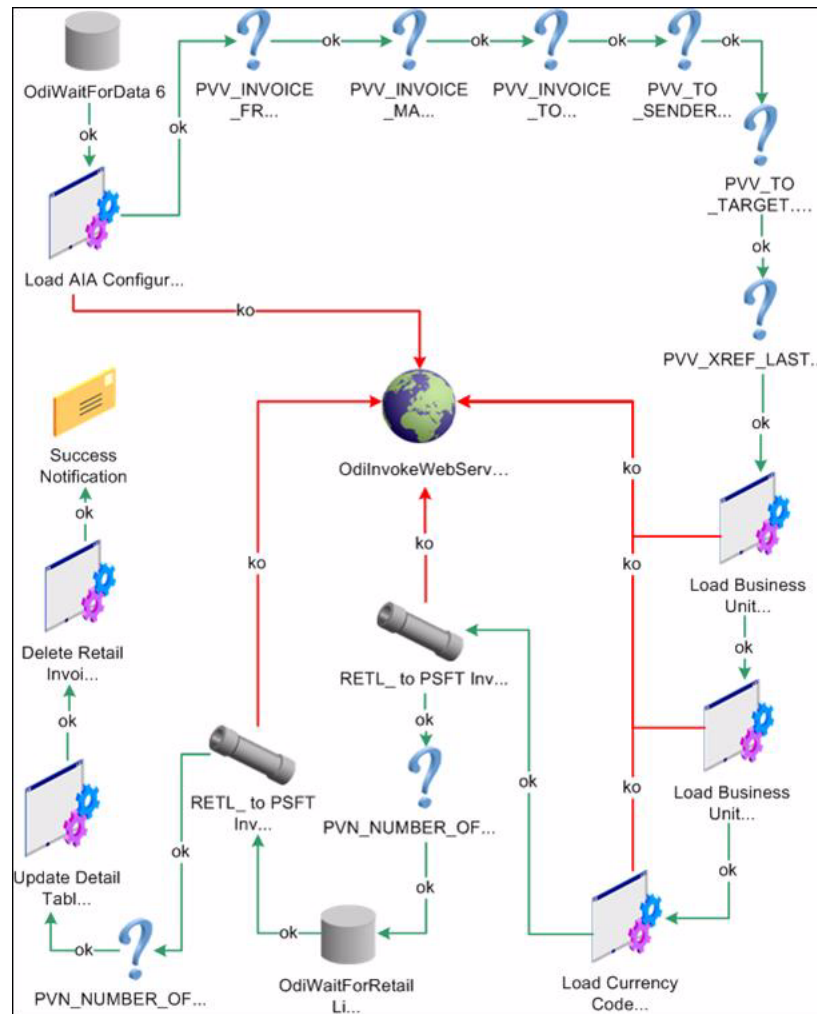 ok
ok
ok
ok
OdiWaitForData 6
PVV_INVOICE
_FR...
PVV_INVOICE
_MA...
PVV_INVOICE
_TO...
PVV_TO
_SENDER...
ok
ok
PVV_TO
_TARGET....
ok
Load AIA Configur...
ko
PVV_XREF_LAST...
ok
Success
Notification
OdiInvokeWebServ...
ok
ko
ko
ko
Load Business
Unit...
ok
Delete Retail
Invoi...
RETL_ to PSFT Inv...
ok
ok
ko
Load Business
Unit...
RETL_ to PSFT
Inv...
ok
PVN_NUMBER_OF...
ok
ok
ok
Update Detail
Tabl...
ok
ok
PVN_NUMBER_OF...
OdiWaitForRetail
Li...
Load Currency
Code...